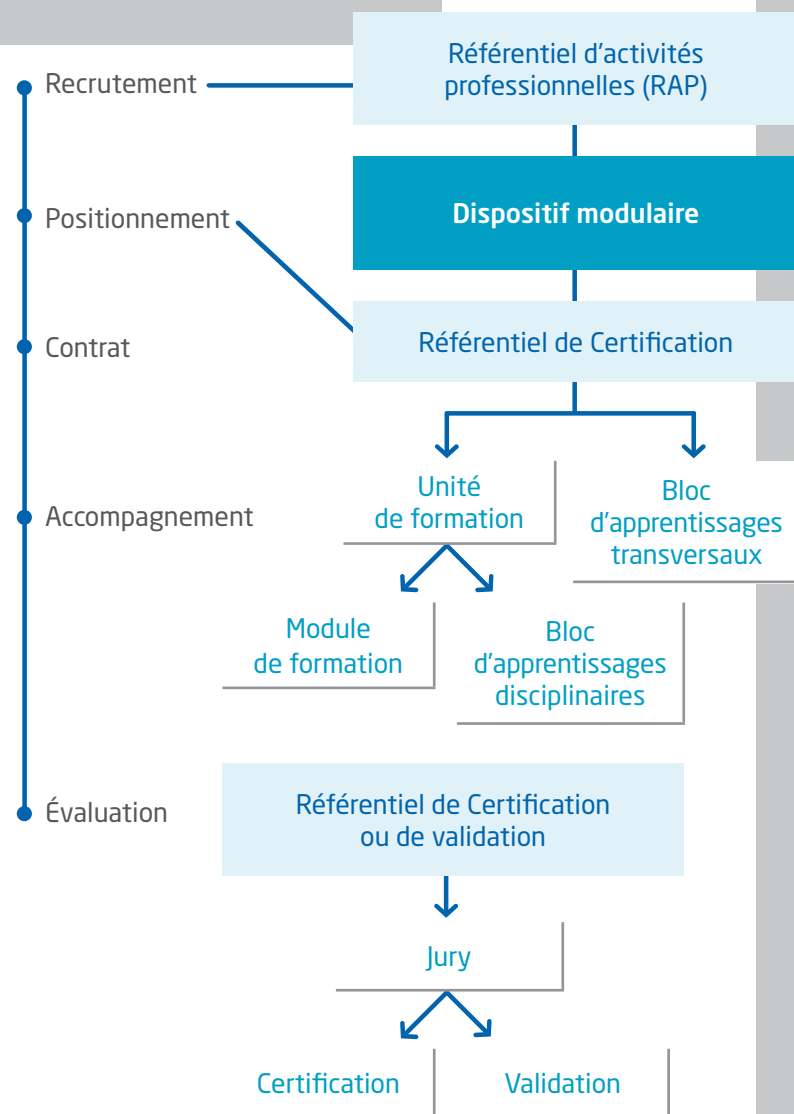 Référentiel d'activités
professionnelles (RAP)
Recrutement
Dispositif modulaire
Positionnement
Référentiel de Certification
Contrat
Unité
de formation
Bloc
d'apprentissages
transversaux
Accompagnement
Module
de formation
Bloc
d'apprentissages
disciplinaires
Évaluation
Référentiel de Certification
ou de validation
Jury
Certification
Validation